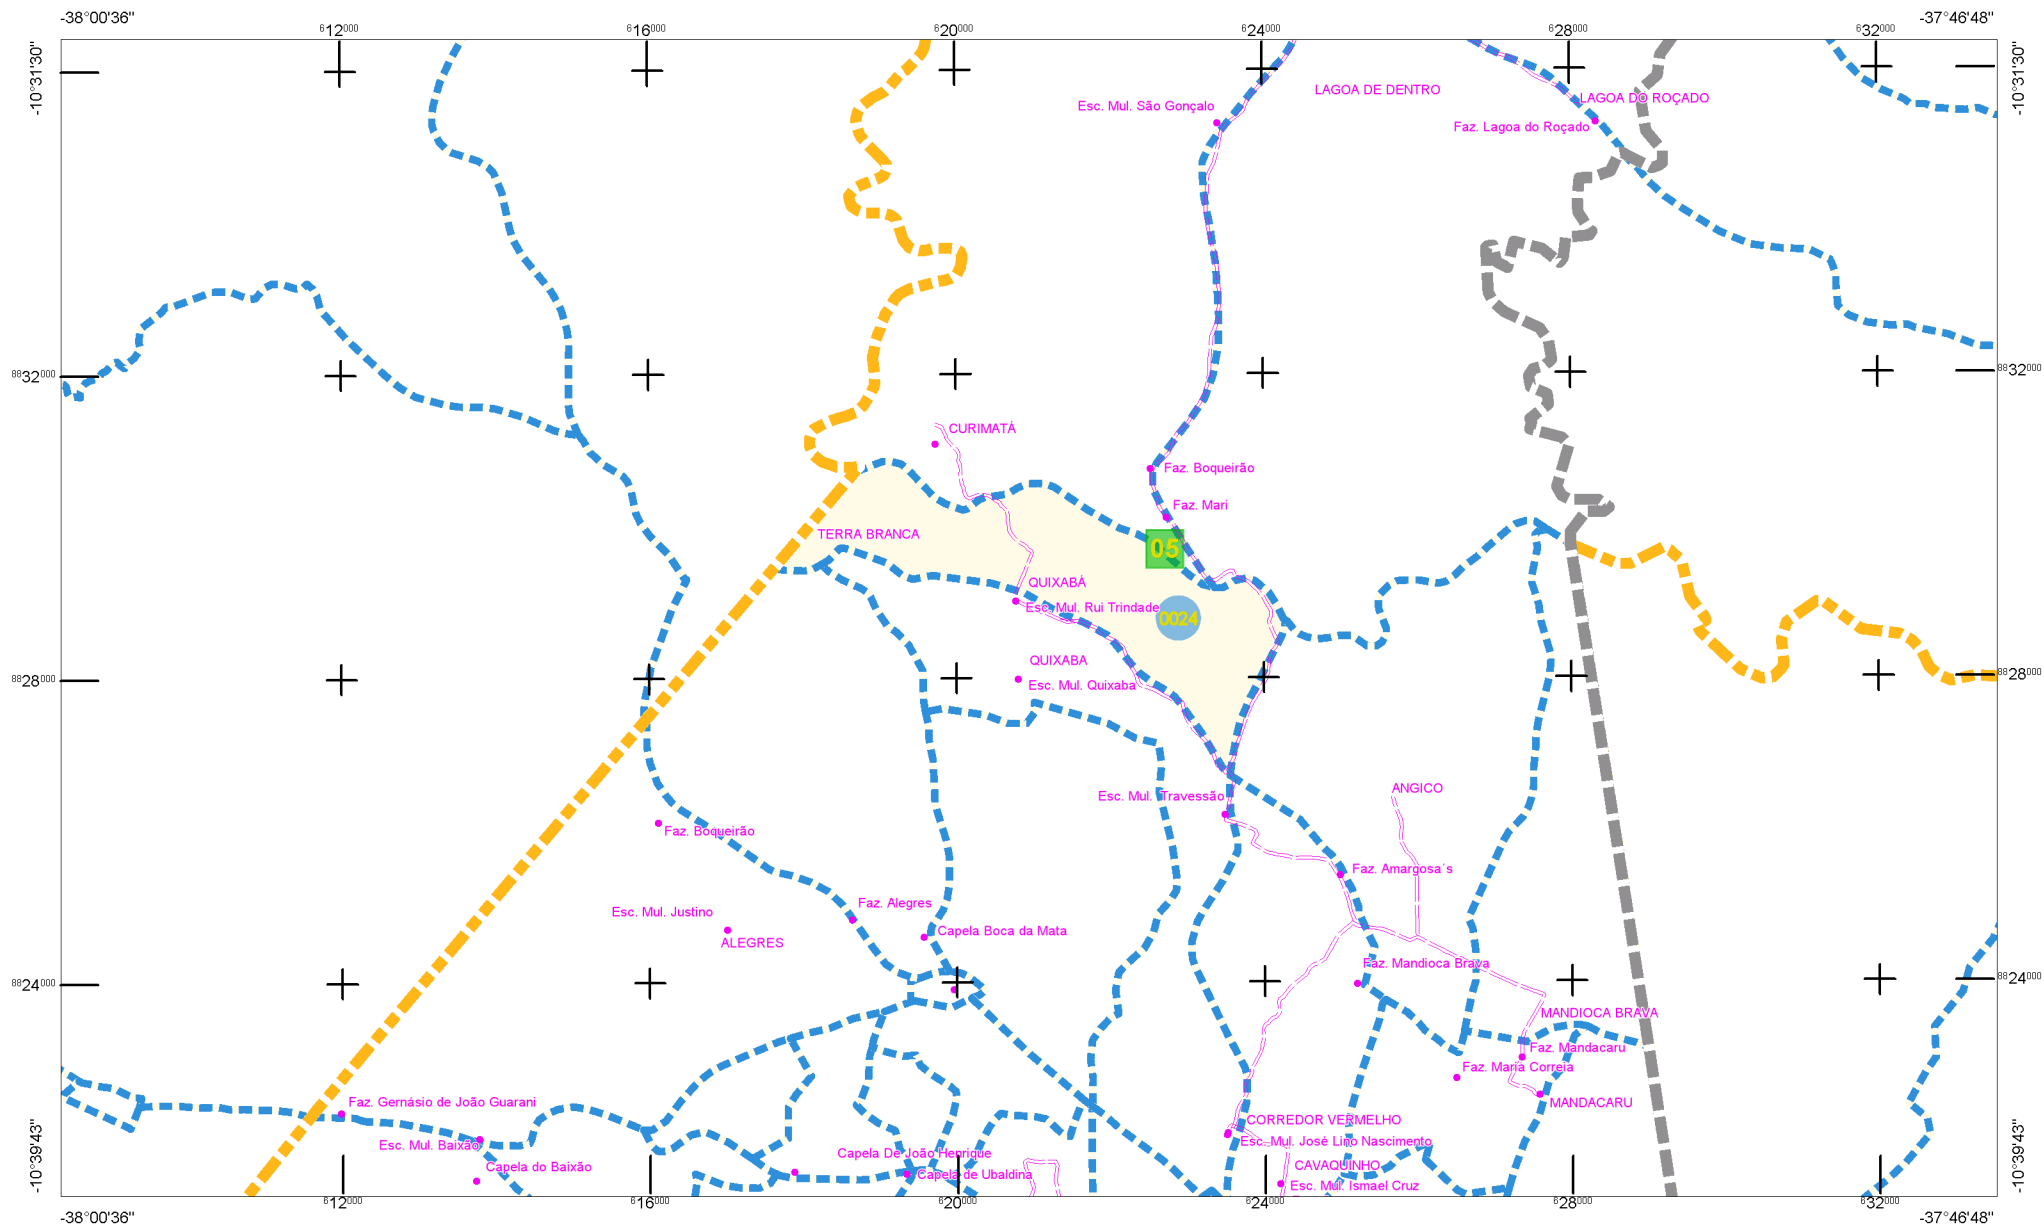 -38°00'36"
-37°46'48"
612000
616000
620000
624000
628000
632000
-10°31'30"
-10°31'30"
LAGOA DE DENTRO
LAGOA DO ROÇADO
Esc. Mul. São Gonçalo
Faz. Lagoa do Roçado
8832000
8832000
CURIMATÁ
Faz. Boqueirão
Faz. Mari
TERRA BRANCA
05
QUIXABÁ
Esc. Mul. Rui Trindade
0024
QUIXABA
8828000
8828000
Esc. Mul. Quixaba
ANGICO
Esc. Mul. Travessão
Faz. Boqueirão
Faz. Amargosa´s
Faz. Alegres
Esc. Mul. Justino
Capela Boca da Mata
ALEGRES
Faz. Mandioca Brava
8824000
8824000
MANDIOCA BRAVA
Faz. Mandacaru
Faz. Maria Correia
Faz. Gernásio de João Guarani
MANDACARU
CORREDOR VERMELHO
Esc. Mul. Baixão
Esc. Mul. José Lino Nascimento
Capela De João Henrique
Capela do Baixão
CAVAQUINHO
Capela de Ubaldina
Esc. Mul. Ismael Cruz
-10°39'43"
-10°39'43"
612000
616000
620000
624000
628000
632000
-38°00'36"
-37°46'48"